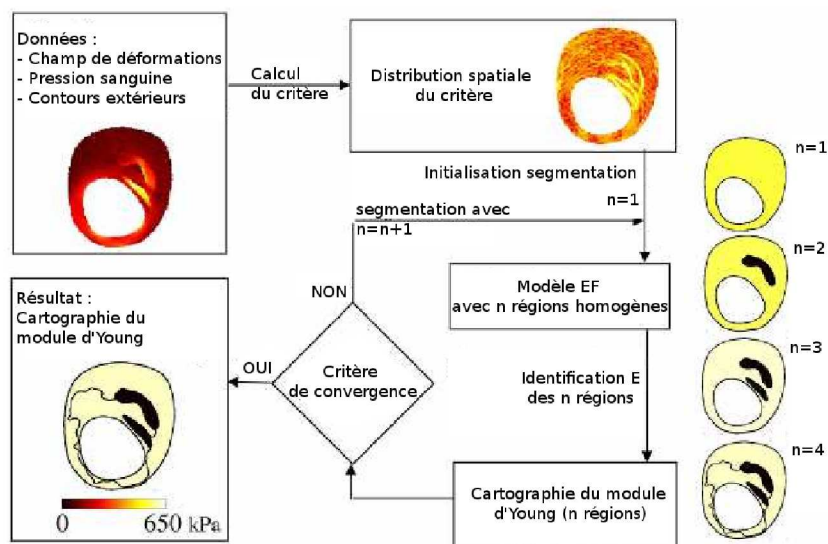 Données :
- Champ de déformations
- Pression sanguine
- Contours extérieurs
Calcul
du critère
Distribution spatiale
du critère
Initialisation segmentation
n=1
segmentation avec
n=n+1
NON
Modèle EF
avec n régions homogènes
Identification E
des n régions
Cartographie du module
d'Young (n régions)
Critère
de convergence
OUI
Résultat :
Cartographie du
module d'Young
0
650 kPa
n=1
n=2
n=3
n=4